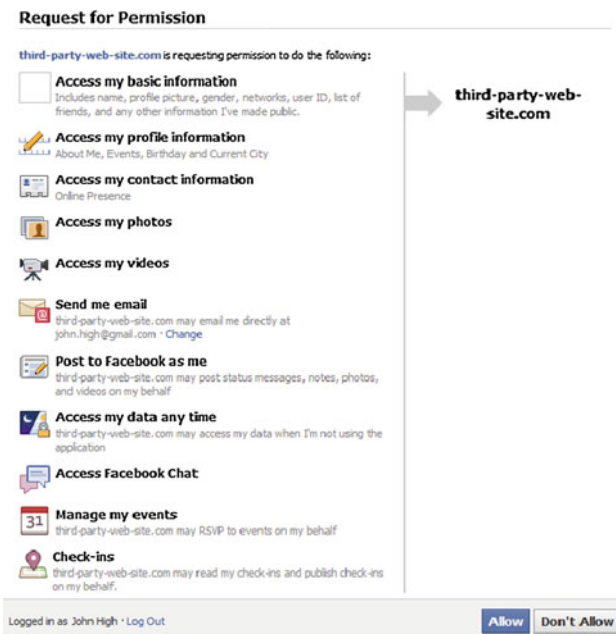 Request for Permission
third-party-web-site.com is requesting permission to do the following:
Access my basic information
Includes name, profile picture, gender, networks, user ID, list of
friends, and any other information I've made public.
third-party-web-
site.com
Access my profile information
About Me, Events, Birthday and Current City
Access my contact information
Online Presence
Access my photos
Access my videos
Send me email
third-party-web-site.com may email me directly at
john.high@gmail.com · Change
Post to Facebook as me
third-party-web-site.com may post status messages, notes, photos,
and videos on my behalf
Access my data any time
third-party-web-site.com may access my data when I'm not using the
application
Access Facebook Chat
31
Manage my events
third-party-web-site.com may RSVP to events on my behalf
Check-ins
third-party-web-site.com may read my check-ins and publish check-ins
on my behalf.
Logged in as John High · Log Out
Allow
Don't Allow